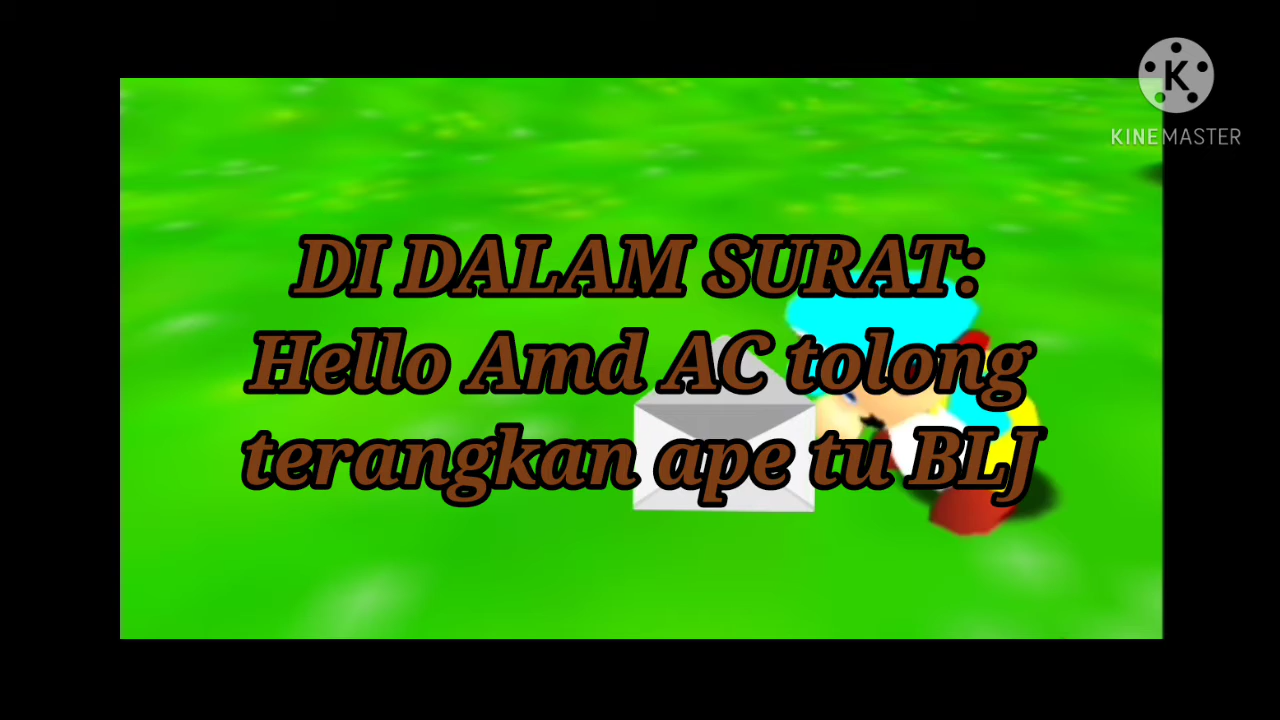 KINEMASTER
DI DALAM SURAT:
Hello Amd AC tolong
terangkan ape tu BLJ